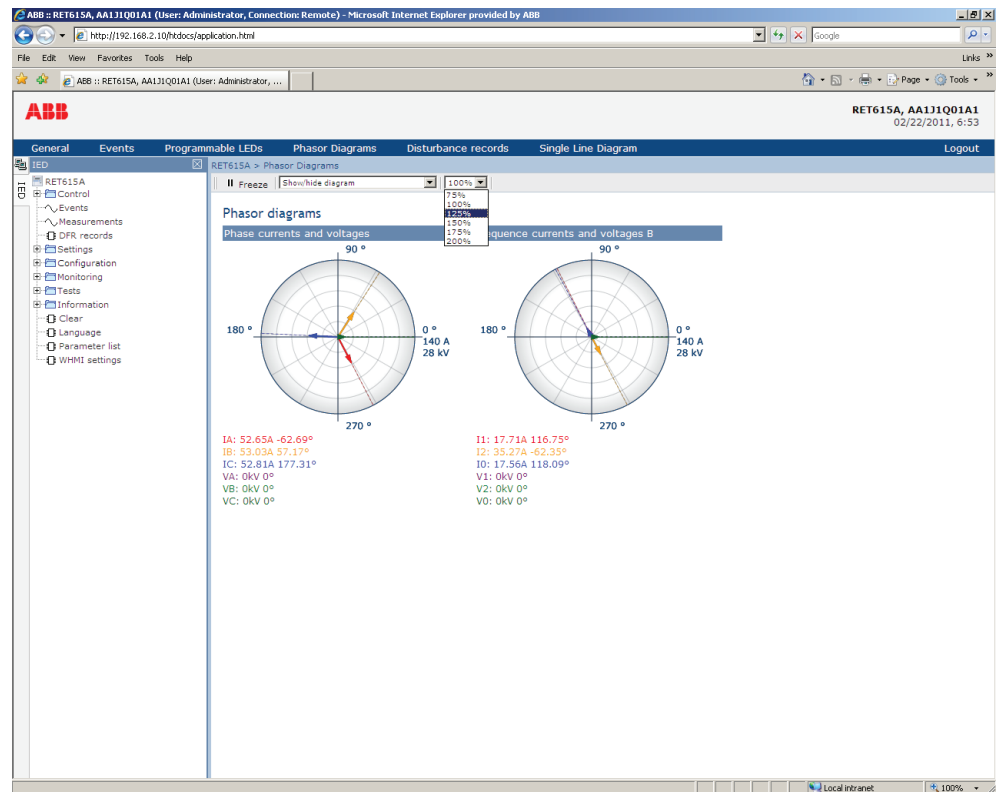 ABB :: RET615A, AA1J1Q01A1 (User: Administrator, Connection: Remote) - Microsoft Internet Explorer provided by ABB
http://192.168.2.10/htdocs/application.html
Google
File Edit View Favorites Tools Help
Links »
ABB :: RET615A, AA1J1Q01A1 (User: Administrator, ...
Page Tools »
ABB
RET615A, AA1J1Q01A1
02/22/2011, 6:53
General Events Programmable LEDs Phasor Diagrams Disturbance records Single Line Diagram Logout
IED
IED
RET615A > Phasor Diagrams
RET615A
Control
Events
Measurements
DFR records
Settings
Configuration
Monitoring
Tests
Information
Clear
Language
Parameter list
WHMI settings
Freeze Show/hide diagram 100%
75%
100%
125%
150%
175%
200%
Phasor diagrams
Phase currents and voltages
equence currents and voltages B
90 °
180 °
0 °
140 A
28 kV
270 °
90 °
180 °
0 °
140 A
28 kV
270 °
IA: 52.65A -62.69°
IB: 53.03A 57.17°
IC: 52.81A 177.31°
VA: 0kV 0°
VB: 0kV 0°
VC: 0kV 0°
I1: 17.71A 116.75°
I2: 35.27A -62.35°
I0: 17.56A 118.09°
V1: 0kV 0°
V2: 0kV 0°
V0: 0kV 0°
Local intranet
100%